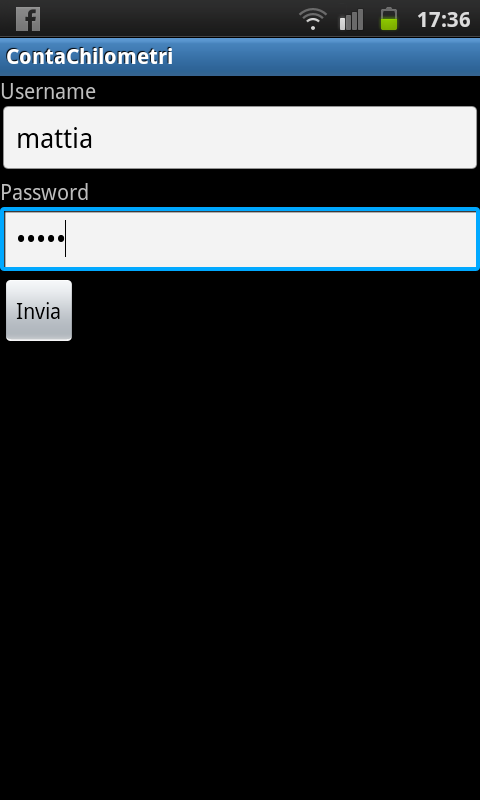 17:36
ContaChilometri
Username
mattia
Password
•••••
Invia